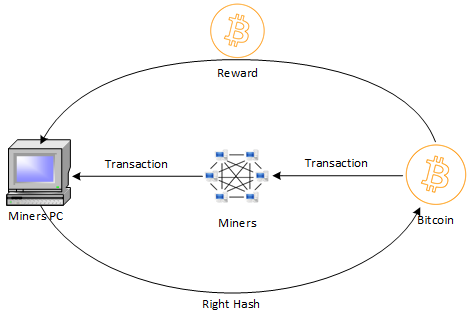 Reward
Transaction
Transaction
Miners PC
Miners
Bitcoin
Right Hash